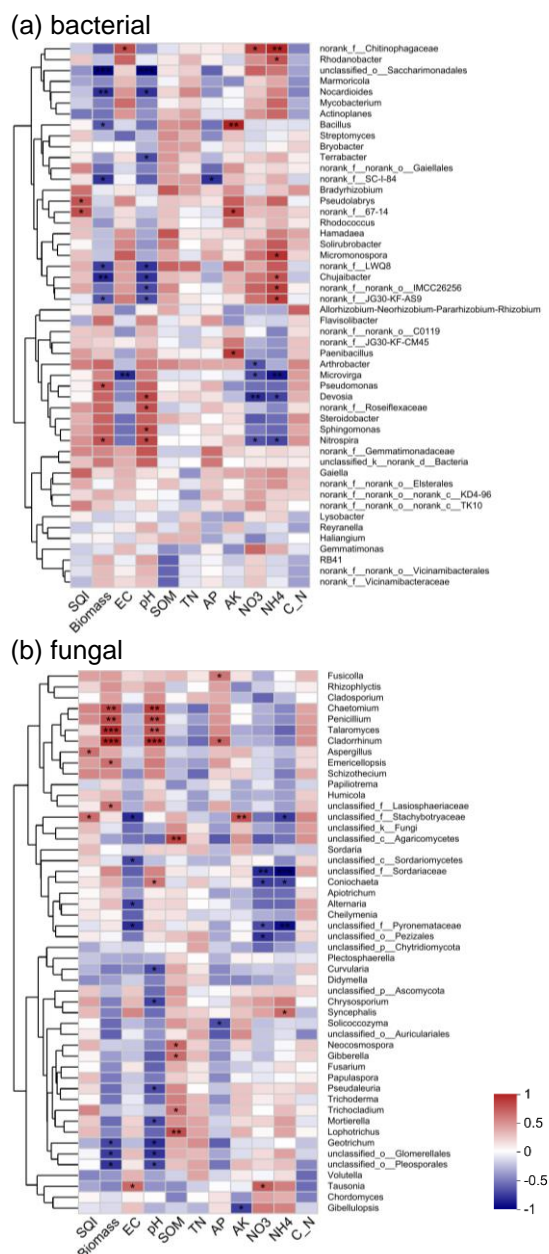 (a) bacterial
norank_f__Chitinophagaceae
Rhodanobacter
unclassified_o__Saccharimonadales
Marmoricola
Nocardioides
Mycobacterium
Actinoplanes
Bacillus
Streptomyces
Bryobacter
Terrabacter
norank_f__norank_o__Gaiellales
norank_f__SC-I-84
Bradyrhizobium
Pseudolabrys
norank_f__67-14
Rhodococcus
Hamadaea
Solirubrobacter
Micromonospora
norank_f__LWQ8
Chujaibacter
norank_f__norank_o__IMCC26256
norank_f__JG30-KF-AS9
Allorhizobium-Neorhizobium-Pararhizobium-Rhizobium
Flavisolibacter
norank_f__norank_o__C0119
norank_f__JG30-KF-CM45
Paenibacillus
Arthrobacter
Microvirga
Pseudomonas
Devosia
norank_f__Roseiflexaceae
Steroidobacter
Sphingomonas
Nitrospira
norank_f__Gemmatimonadaceae
unclassified_k__norank_d__Bacteria
Gaiella
norank_f__norank_o__Elsterales
norank_f__norank_o__norank_c__KD4-96
norank_f__norank_o__norank_c__TK10
Lysobacter
Reyranella
Haliangium
Gemmatimonas
RB41
norank_f__norank_o__Vicinamibacterales
norank_f__Vicinamibacteraceae
SQI Biomass EC pH SOM TN AP AK NO3 NH4 C_N
(b) fungal
Fusicolla
Rhizophlyctis
Cladosporium
Chaetomium
Penicillium
Talaromyces
Cladorrhinum
Aspergillus
Emericellopsis
Schizothecium
Papiliotrema
Humicola
unclassified_f__Lasiosphaeriaceae
unclassified_f__Stachybotryaceae
unclassified_k__Fungi
unclassified_c__Agaricomycetes
Sordaria
unclassified_c__Sordariomycetes
unclassified_f__Sordariaceae
Coniochaeta
Apiotrichum
Alternaria
Cheilymenia
unclassified_f__Pyronemataceae
unclassified_o__Pezizales
unclassified_p__Chytridiomycota
Plectosphaerella
Curvularia
Didymella
unclassified_p__Ascomycota
Chrysosporium
Syncephalis
Solicoccozyma
unclassified_o__Auriculariales
Neocosmospora
Gibberella
Fusarium
Papulaspora
Pseudaleuria
Trichoderma
Trichocladium
Mortierella
Lophotrichus
Geotrichum
unclassified_o__Glomerellales
unclassified_o__Pleosporales
Volutella
Tausonia
Chordomyces
Gibellulopsis
SQI Biomass EC pH SOM TN AP AK NO3 NH4 C_N
1
0.5
0
-0.5
-1